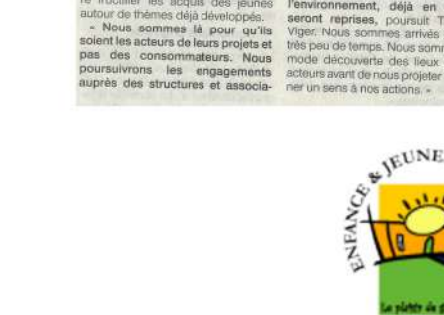 re fructifier les acquis des jeunes
autour de thèmes déjà développés.
« Nous sommes là pour qu'ils
soient les acteurs de leurs projets et
pas des consommateurs. Nous
poursuivrons les engagements
auprès des structures et associa-
l'environnement, déjà en
seront reprises, poursuit
Viger. Nous sommes arrivés
très peu de temps. Nous
mode découverte des lieux
acteurs avant de nous projeter
ner un sens à nos actions. »
ENFANCE & JEUNE